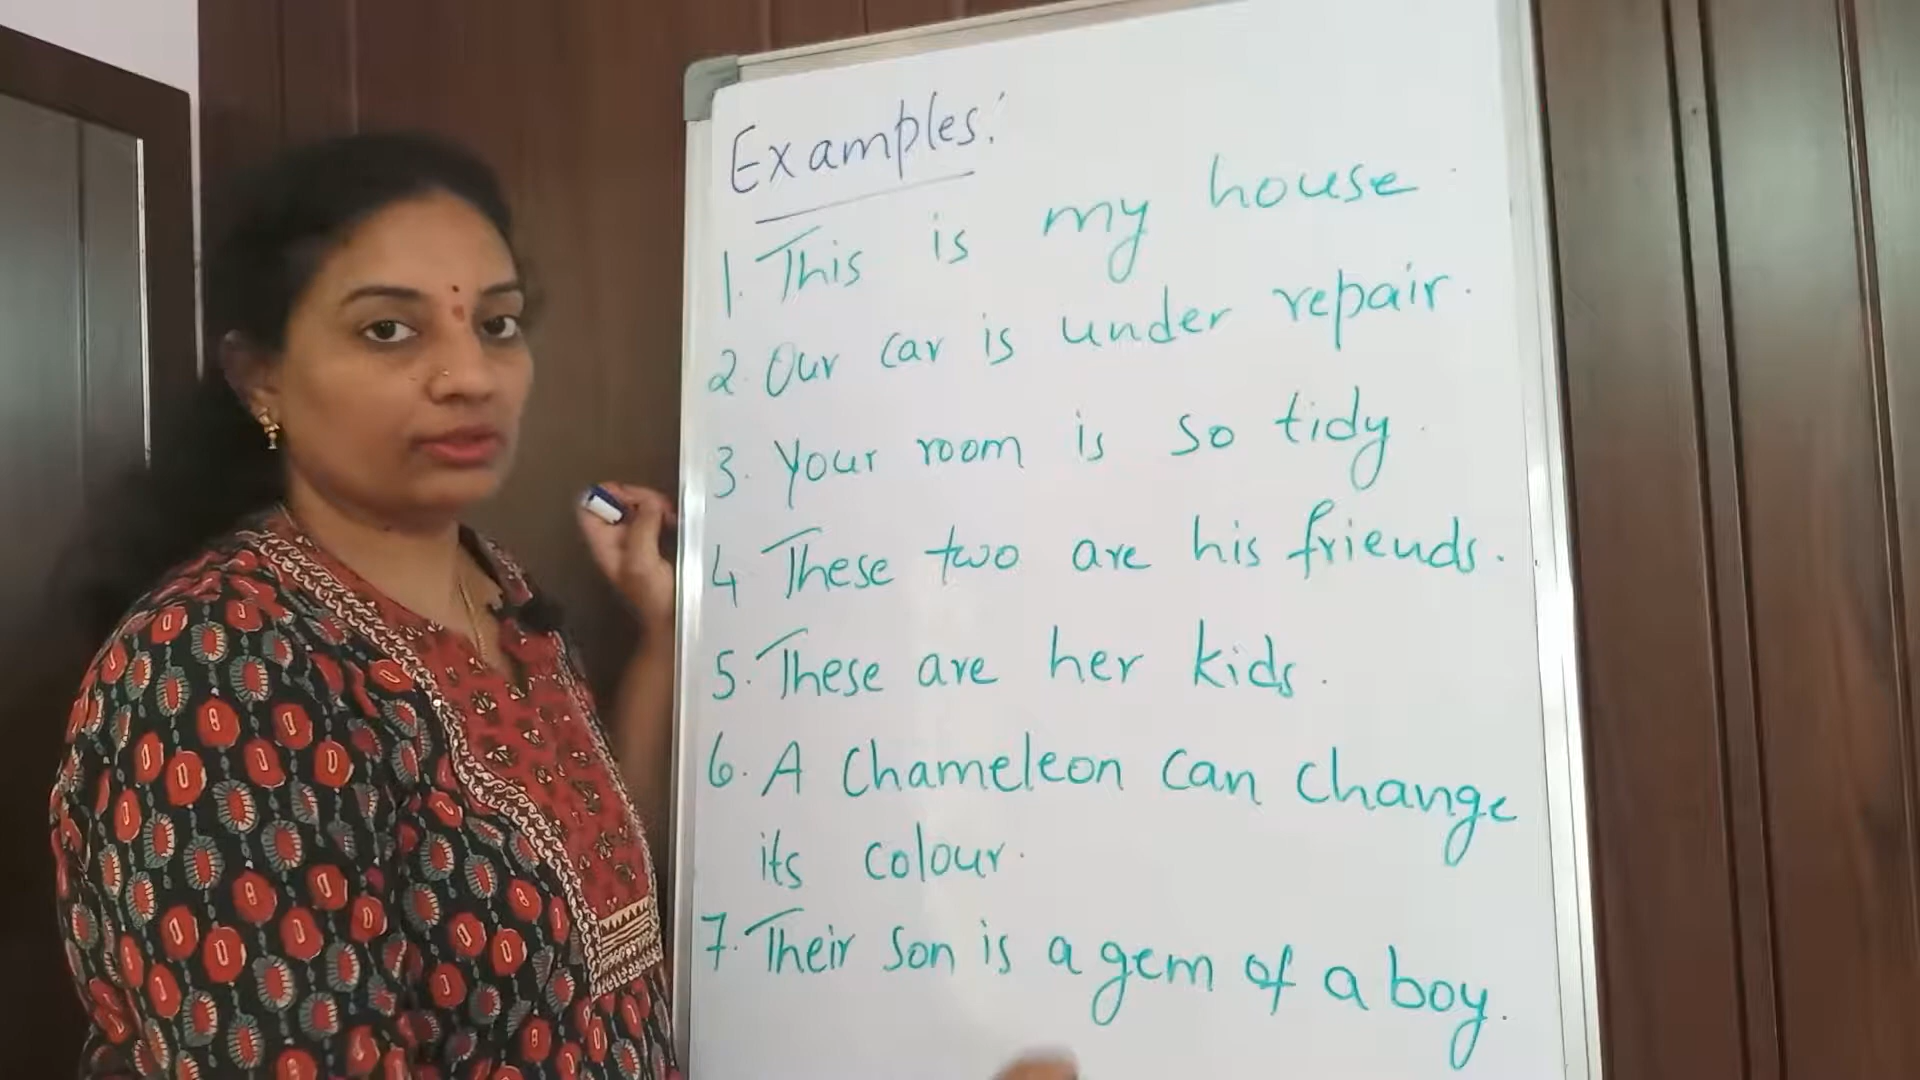 Examples:
1. This is my house.
2. Our car is under repair.
3. Your room is so tidy.
4 These two are his friends.
5. These are her kids.
6. A Chameleon can change
its colour.
7. Their son is a gem of a boy.